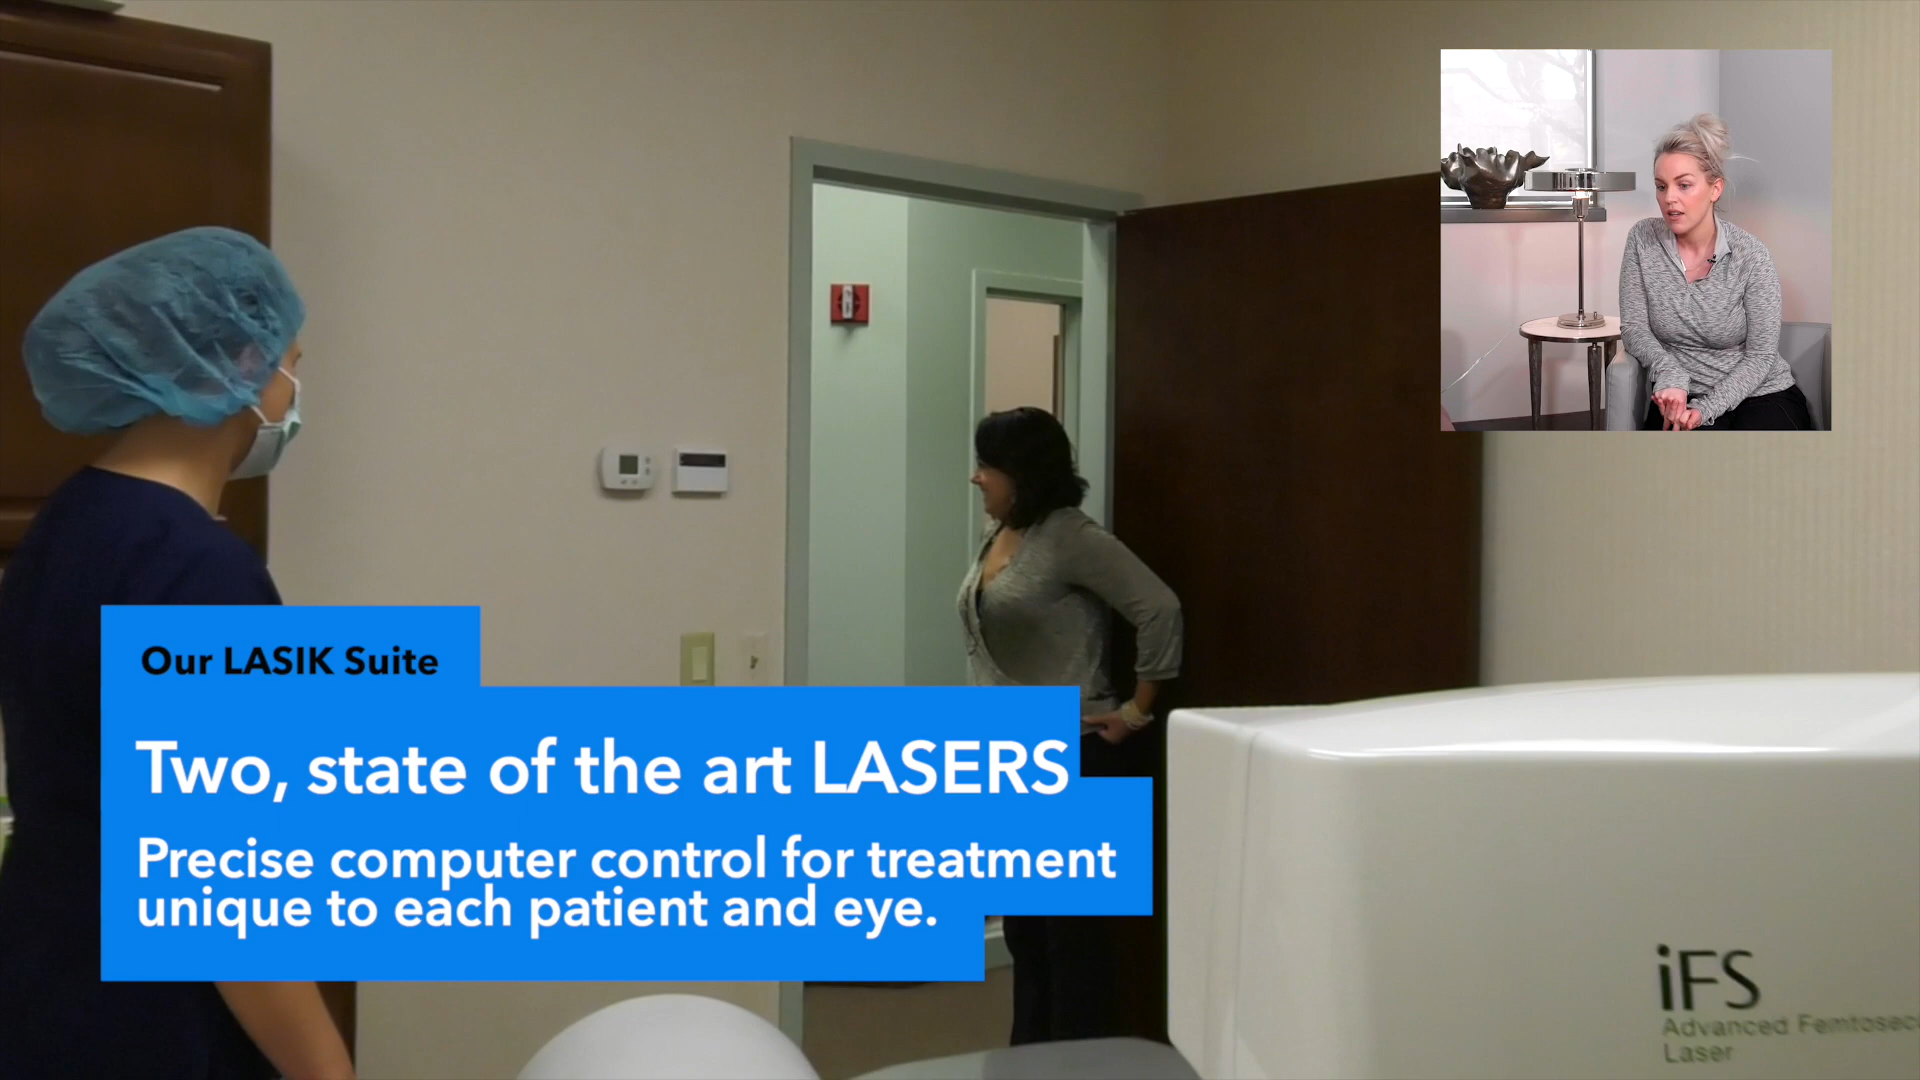 Our LASIK Suite
Two, state of the art LASERS
Precise computer control for treatment
unique to each patient and eye.
iFS
Advanced
Laser